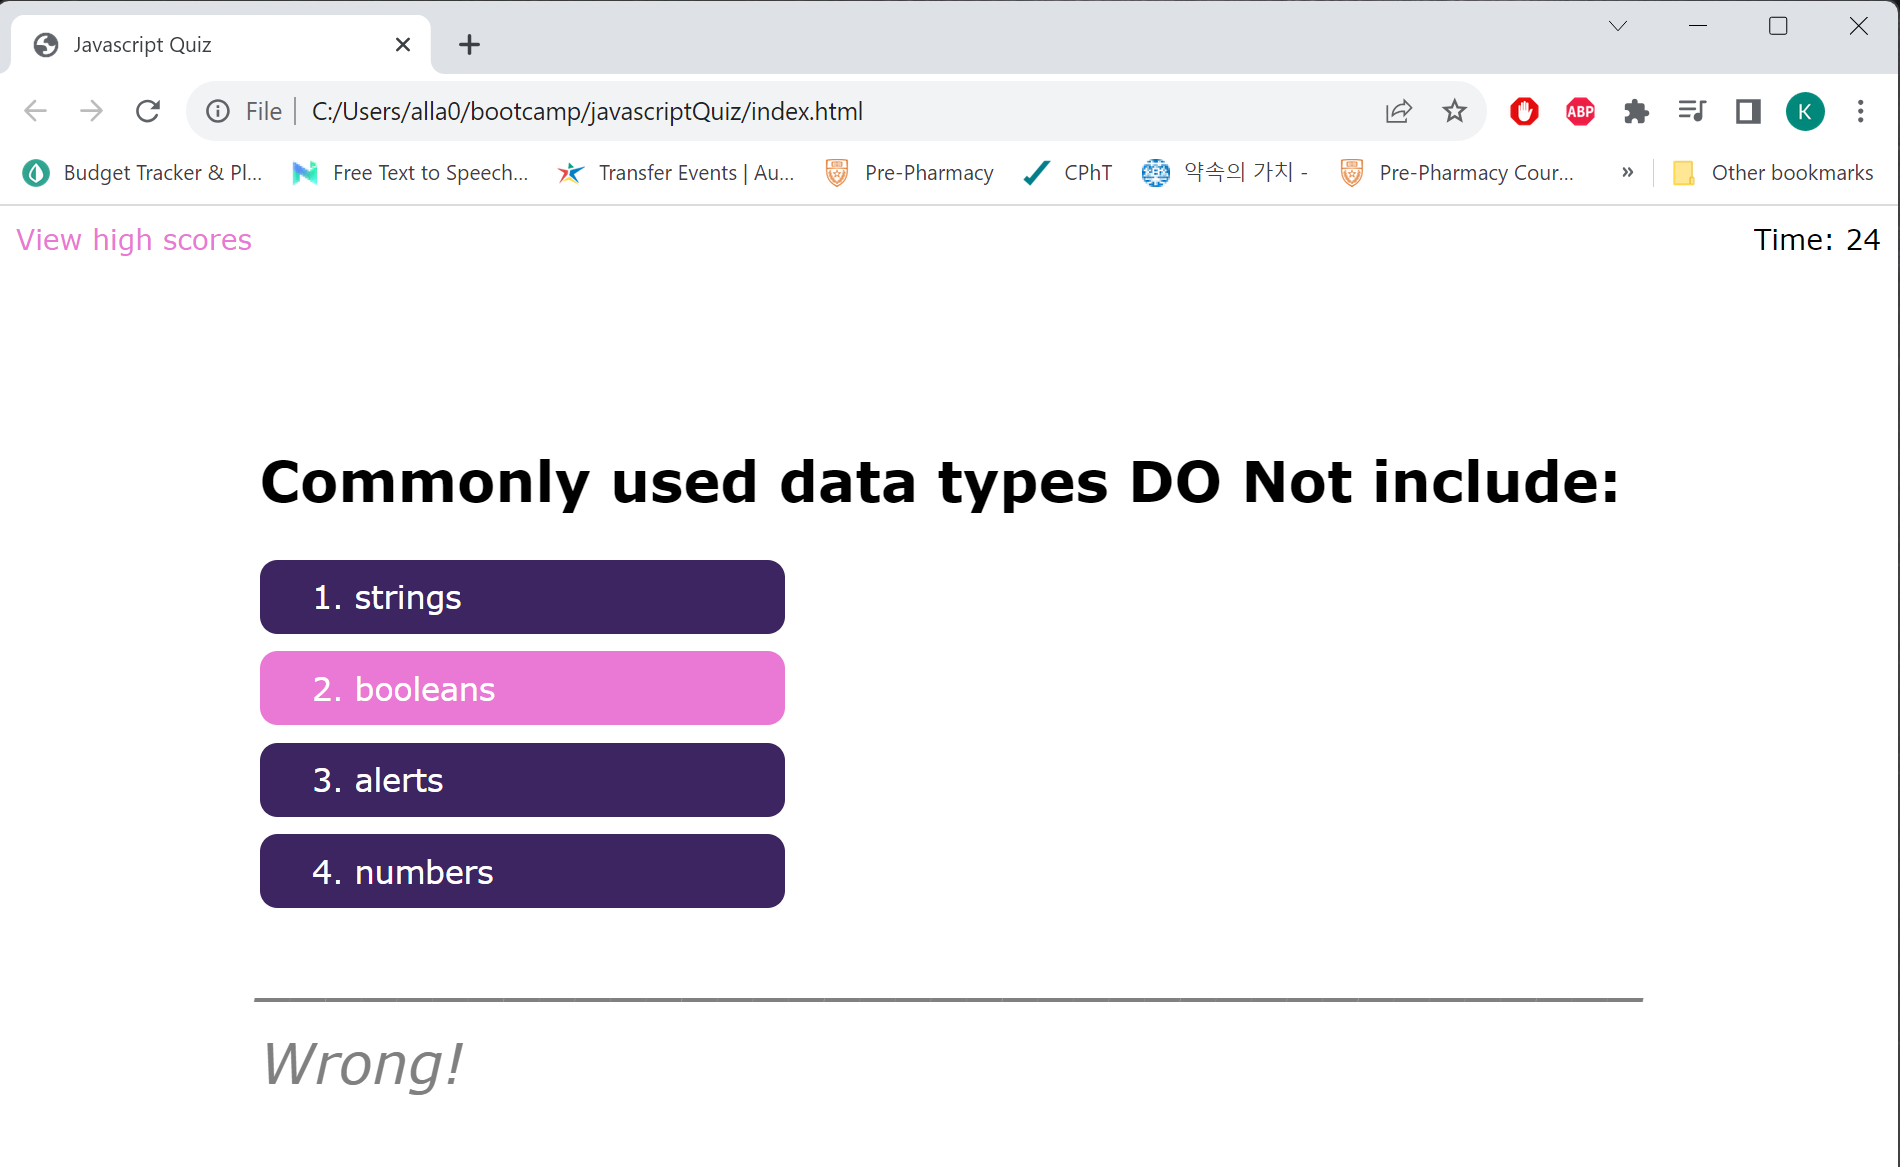 Javascript Quiz
File | C:/Users/alla0/bootcamp/javascriptQuiz/index.html
ABP
K
Budget Tracker & Pl... Free Text to Speech... Transfer Events | Au... Pre-Pharmacy CPhT 약속의 가치 - Pre-Pharmacy Cour... » Other bookmarks
View high scores
Time: 24
Commonly used data types DO Not include:
1. strings
2. booleans
3. alerts
4. numbers
Wrong!